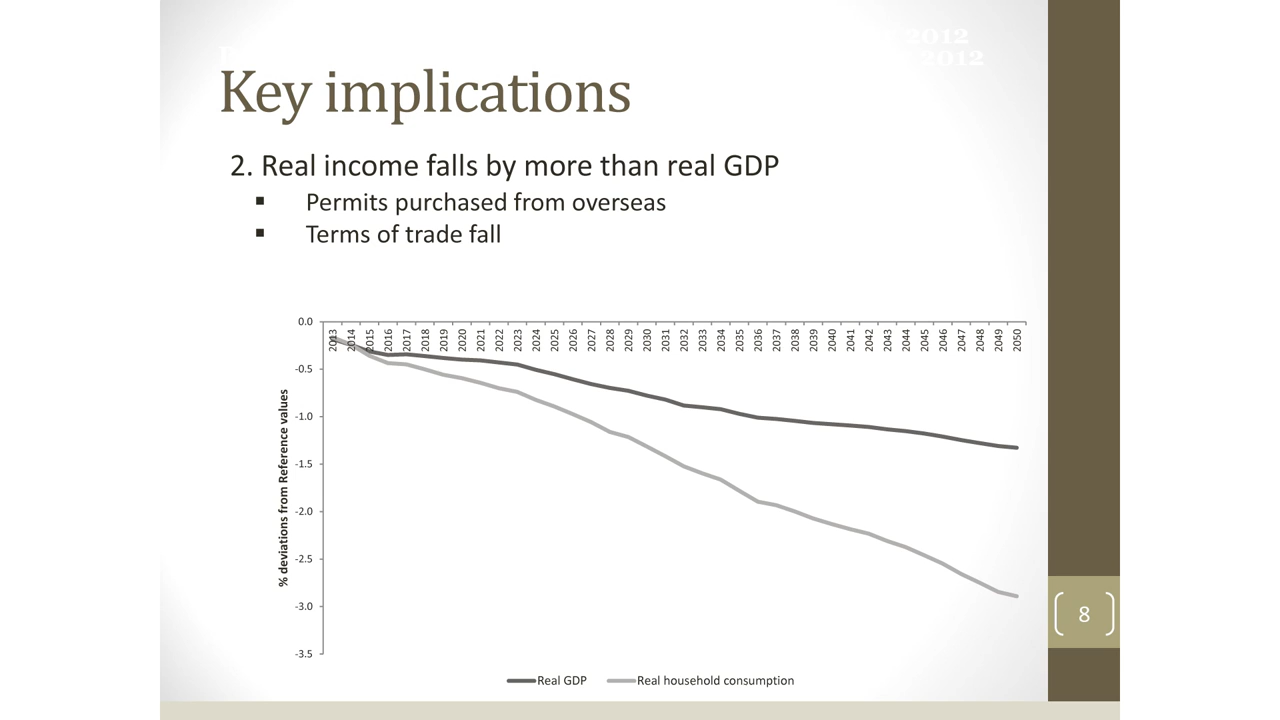 2012
2012
Key implications
2. Real income falls by more than real GDP
▪ Permits purchased from overseas
▪ Terms of trade fall
0.0
-0.5
-1.0
-1.5
-2.0
-2.5
-3.0
-3.5
% deviations from Reference values
2013 2014 2015 2016 2017 2018 2019 2020 2021 2022 2023 2024 2025 2026 2027 2028 2029 2030 2031 2032 2033 2034 2035 2036 2037 2038 2039 2040 2041 2042 2043 2044 2045 2046 2047 2048 2049 2050
Real GDP Real household consumption
8